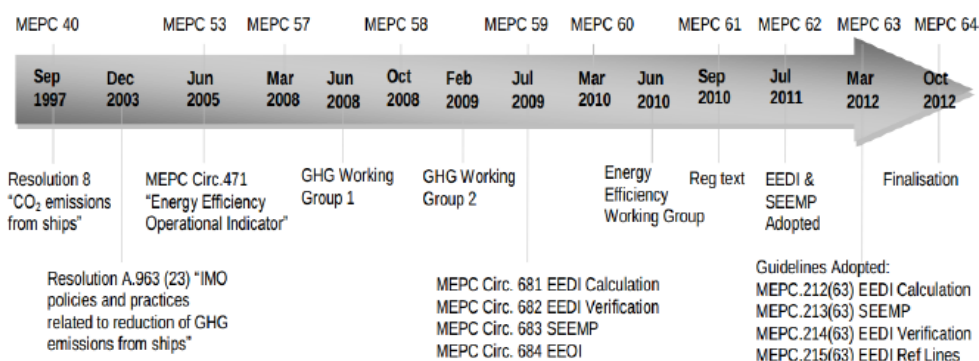 MEPC 40 MEPC 53 MEPC 57 MEPC 58 MEPC 59 MEPC 60 MEPC 61 MEPC 62 MEPC 63 MEPC 64
Sep Dec Jun Mar Jun Oct Feb Jul Mar Jun Sep Jul Mar Oct
1997 2003 2005 2008 2008 2008 2009 2009 2010 2010 2010 2011 2012 2012
Resolution 8
“CO₂ emissions
from ships”
MEPC Circ.471
“Energy Efficiency
Operational Indicator”
GHG Working
Group 1
GHG Working
Group 2
Energy
Efficiency
Working Group
Reg text
EEDI &
SEEMP
Adopted
Finalisation
Resolution A.963 (23) “IMO
policies and practices
related to reduction of GHG
emissions from ships”
MEPC Circ. 681 EEDI Calculation
MEPC Circ. 682 EEDI Verification
MEPC Circ. 683 SEEMP
MEPC Circ. 684 EEOI
Guidelines Adopted:
MEPC.212(63) EEDI Calculation
MEPC.213(63) SEEMP
MEPC.214(63) EEDI Verification
MEPC.215(63) EEDI Ref Lines